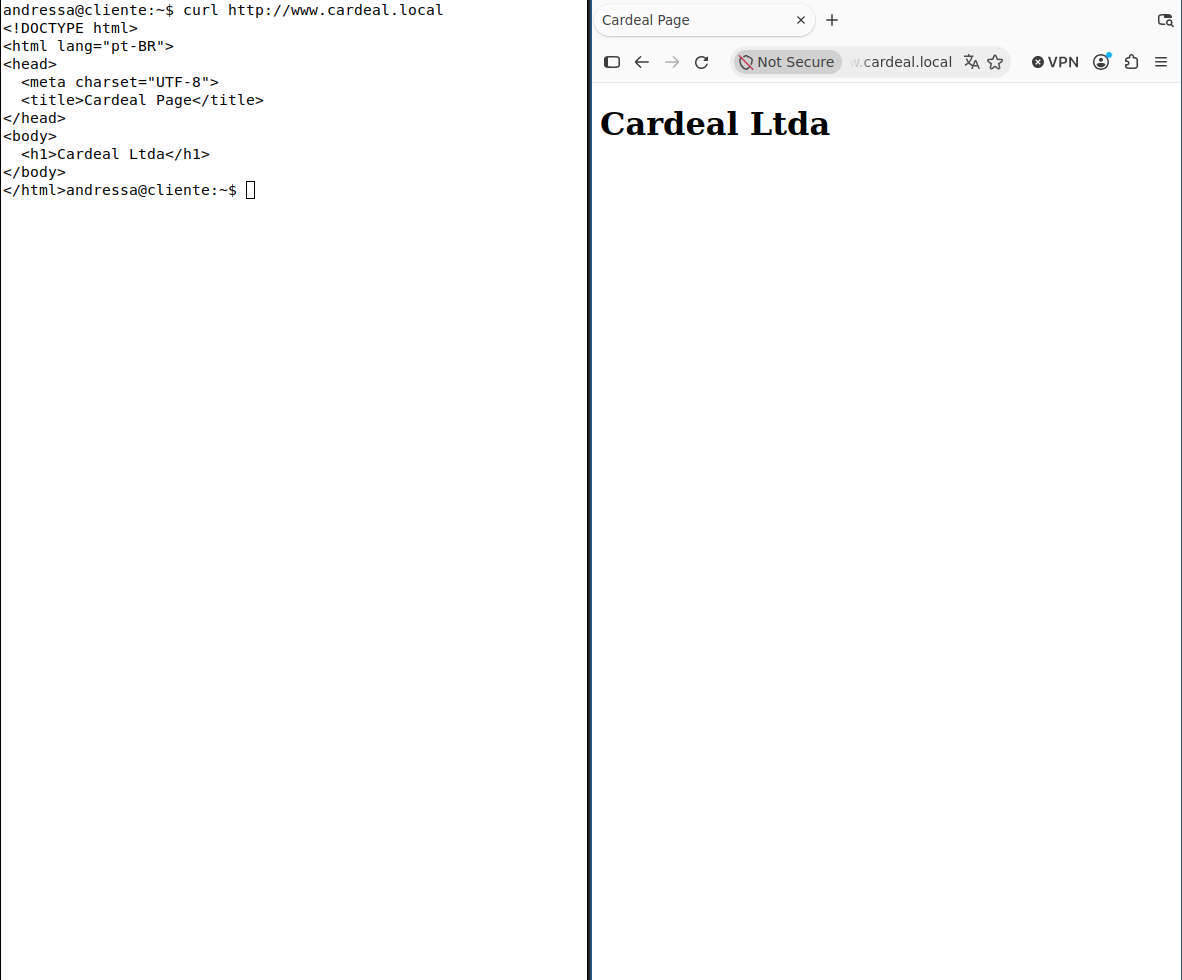 andressa@cliente:~$ curl http://www.cardeal.local
<!DOCTYPE html>
<html lang="pt-BR">
<head>
  <meta charset="UTF-8">
  <title>Cardeal Page</title>
</head>
<body>
  <h1>Cardeal Ltda</h1>
</body>
</html>andressa@cliente:~$
Cardeal Page
Not Secure w.cardeal.local VPN
Cardeal Ltda